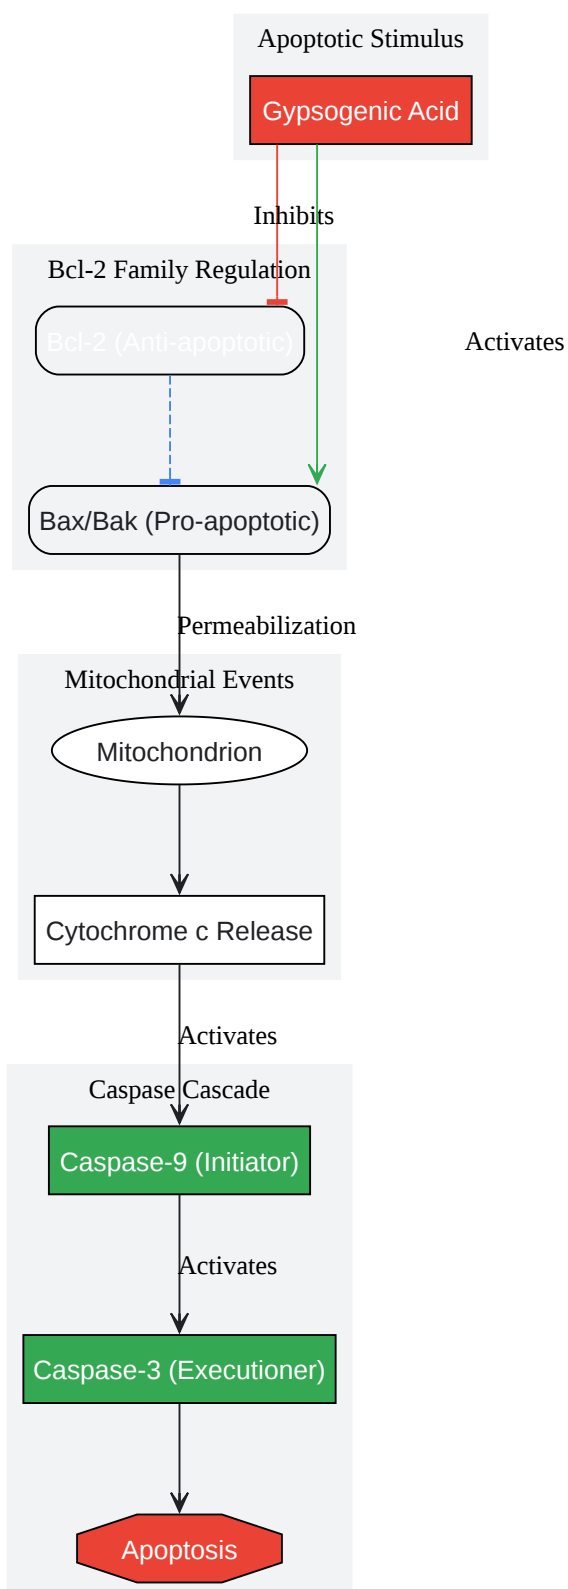 Apoptotic Stimulus
Gypsogenic Acid
Inhibits
Bcl-2 Family Regulation
Bcl-2 (Anti-apoptotic)
Activates
Bax/Bak (Pro-apoptotic)
Permeabilization
Mitochondrial Events
Mitochondrion
Cytochrome c Release
Activates
Caspase Cascade
Caspase-9 (Initiator)
Activates
Caspase-3 (Executioner)
Apoptosis